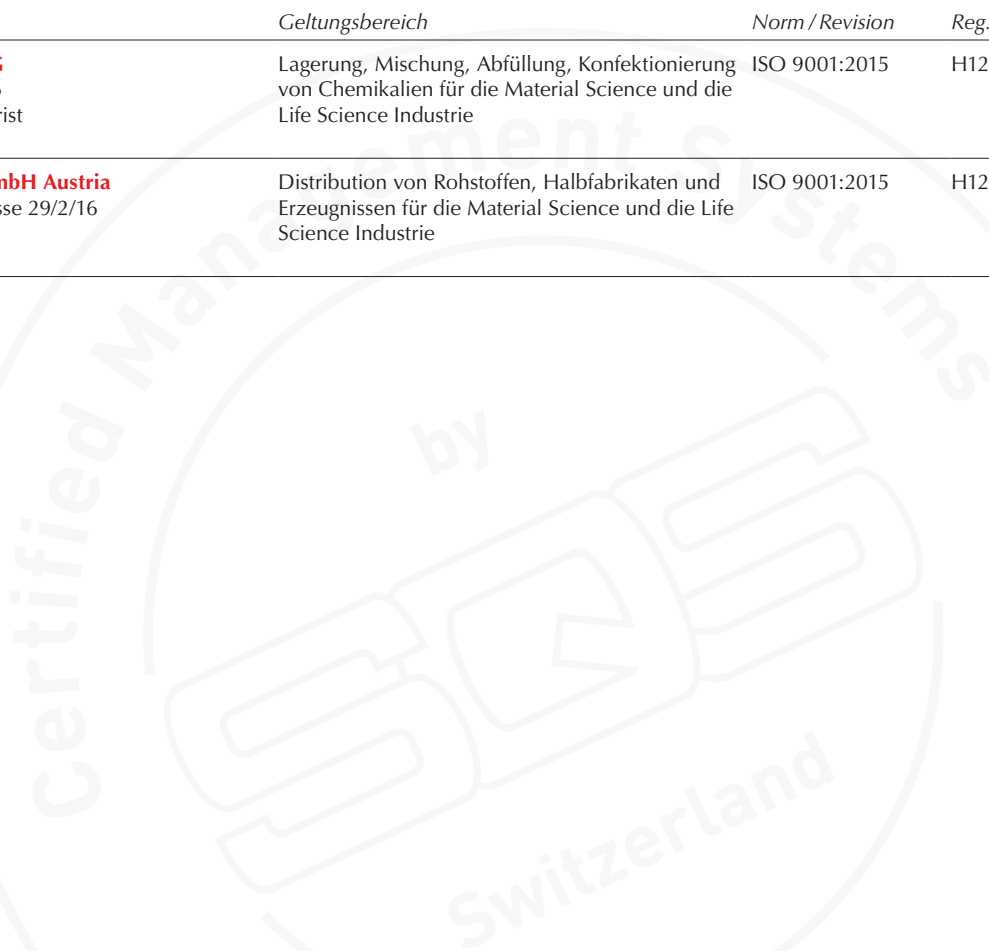 Geltungsbereich Norm / Revision Reg.
Lagerung, Mischung, Abfüllung, Konfektionierung ISO 9001:2015 H12
von Chemikalien für die Material Science und die
Life Science Industrie
mbH Austria Distribution von Rohstoffen, Halbfabrikaten und ISO 9001:2015 H12
sse 29/2/16 Erzeugnissen für die Material Science und die Life
Science Industrie
Certified Management Systems
by
SQS
Switzerland